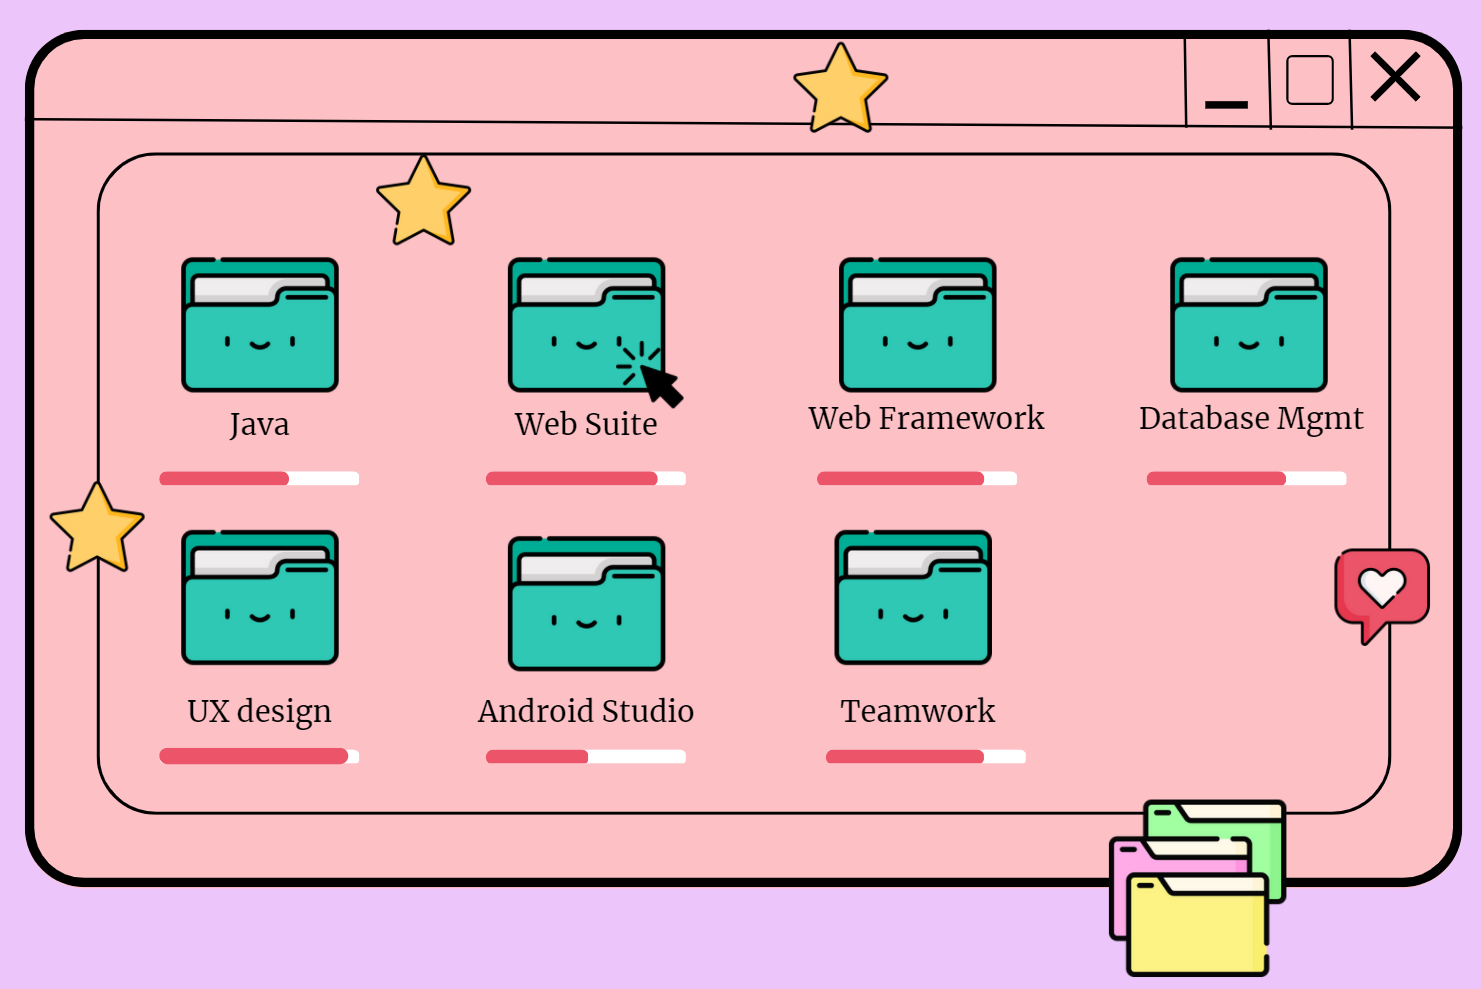 Java
Web Suite
Web Framework
Database Mgmt
UX design
Android Studio
Teamwork